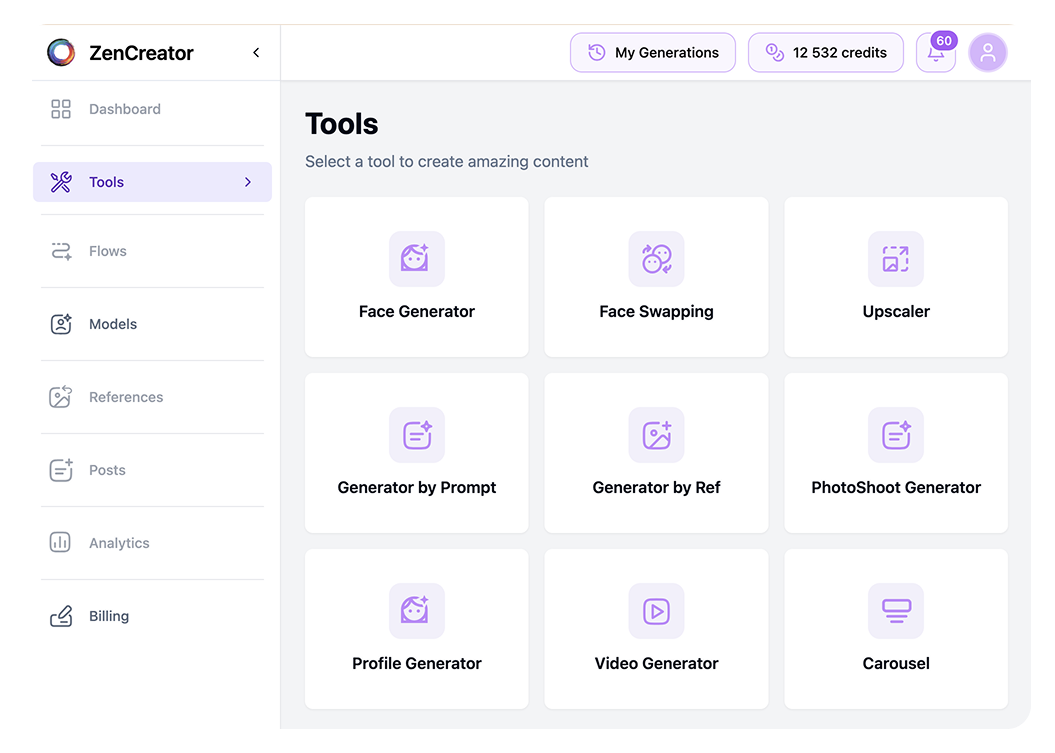 ZenCreator
My Generations
12 532 credits
60
Dashboard
Tools
Flows
Models
References
Posts
Analytics
Billing
Tools
Select a tool to create amazing content
Face Generator
Face Swapping
Upscaler
Generator by Prompt
Generator by Ref
PhotoShoot Generator
Profile Generator
Video Generator
Carousel